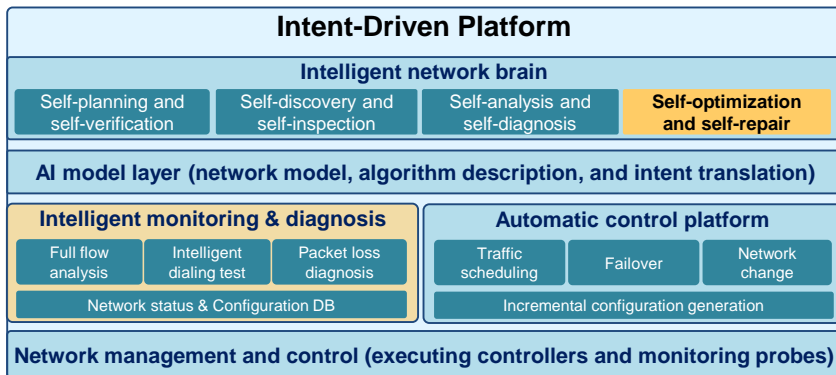 Intent-Driven Platform
Intelligent network brain
Self-planning and
self-verification
Self-discovery and
self-inspection
Self-analysis and
self-diagnosis
Self-optimization
and self-repair
AI model layer (network model, algorithm description, and intent translation)
Intelligent monitoring & diagnosis
Full flow
analysis
Intelligent
dialing test
Packet loss
diagnosis
Network status & Configuration DB
Automatic control platform
Traffic
scheduling
Failover
Network
change
Incremental configuration generation
Network management and control (executing controllers and monitoring probes)